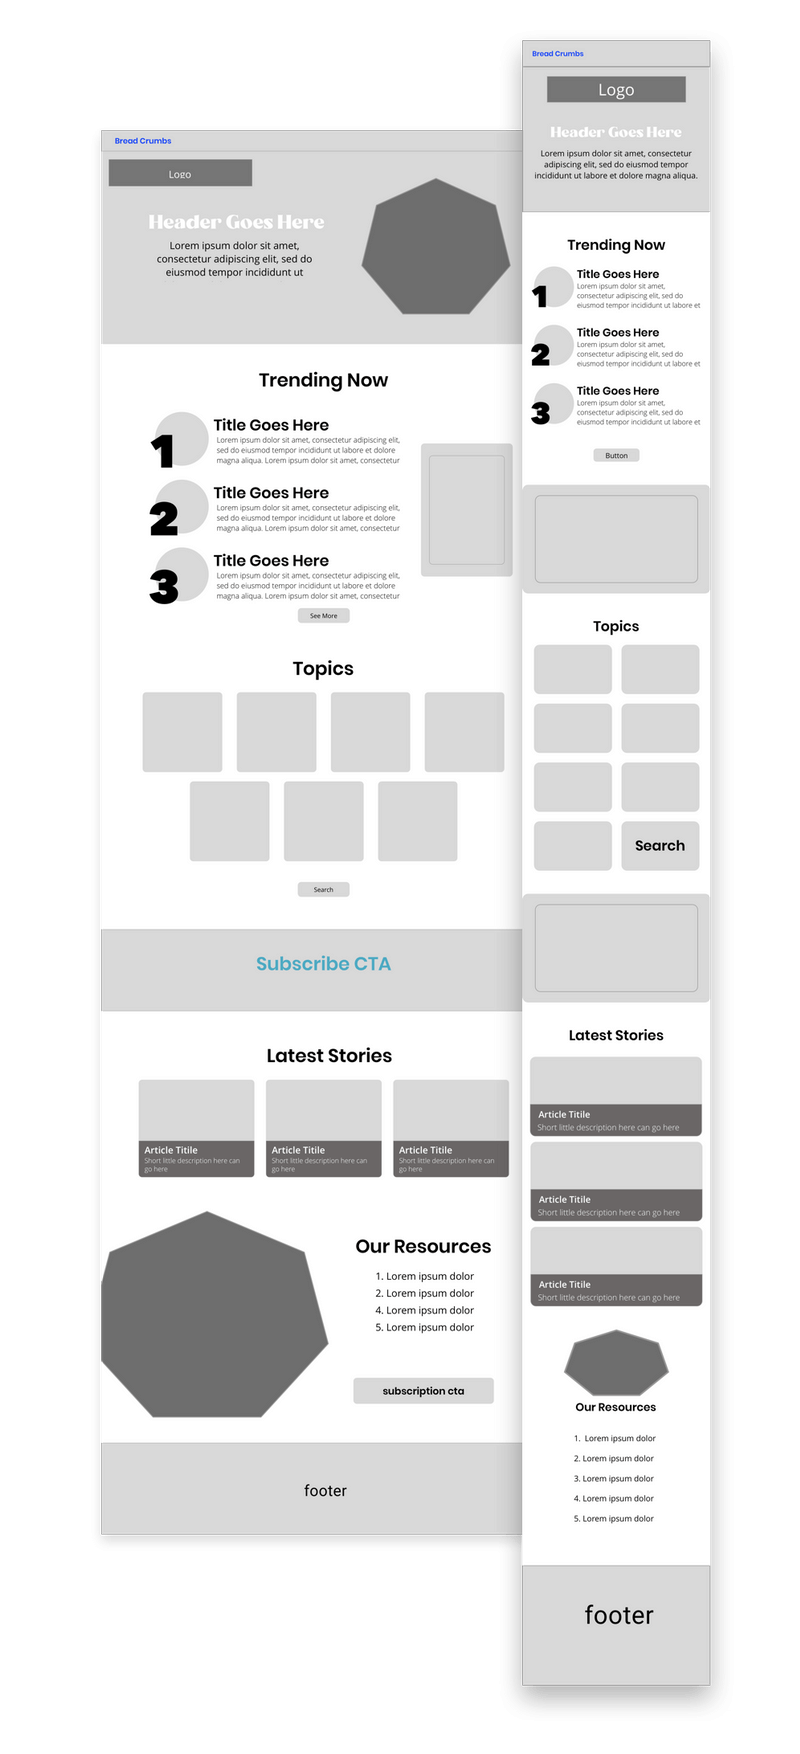 Bread Crumbs
Logo
Header Goes Here
Lorem ipsum dolor sit amet,
consectetur adipiscing elit, sed do
eiusmod tempor incididunt ut
Trending Now
1
Title Goes Here
Lorem ipsum dolor sit amet, consectetur adipiscing elit,
sed do eiusmod tempor incididunt ut labore et dolore
magna aliqua. Lorem ipsum dolor sit amet, consectetur
2
Title Goes Here
Lorem ipsum dolor sit amet, consectetur adipiscing elit,
sed do eiusmod tempor incididunt ut labore et dolore
magna aliqua. Lorem ipsum dolor sit amet, consectetur
3
Title Goes Here
Lorem ipsum dolor sit amet, consectetur adipiscing elit,
sed do eiusmod tempor incididunt ut labore et dolore
magna aliqua. Lorem ipsum dolor sit amet, consectetur
See More
Topics
Search
Subscribe CTA
Latest Stories
Article Titile
Short little description here can
go here
Article Titile
Short little description here can
go here
Article Titile
Short little description here can
go here
Our Resources
1. Lorem ipsum dolor
2. Lorem ipsum dolor
4. Lorem ipsum dolor
5. Lorem ipsum dolor
subscription cta
footer
Bread Crumbs
Logo
Header Goes Here
Lorem ipsum dolor sit amet, consectetur
adipiscing elit, sed do eiusmod tempor
incididunt ut labore et dolore magna aliqua.
Trending Now
1
Title Goes Here
Lorem ipsum dolor sit amet,
consectetur adipiscing elit, sed do
eiusmod tempor incididunt ut labore et
2
Title Goes Here
Lorem ipsum dolor sit amet,
consectetur adipiscing elit, sed do
eiusmod tempor incididunt ut labore et
3
Title Goes Here
Lorem ipsum dolor sit amet,
consectetur adipiscing elit, sed do
eiusmod tempor incididunt ut labore et
Button
Topics
Search
Latest Stories
Article Titile
Short little description here can go here
Article Titile
Short little description here can go here
Article Titile
Short little description here can go here
Our Resources
1. Lorem ipsum dolor
2. Lorem ipsum dolor
3. Lorem ipsum dolor
4. Lorem ipsum dolor
5. Lorem ipsum dolor
footer